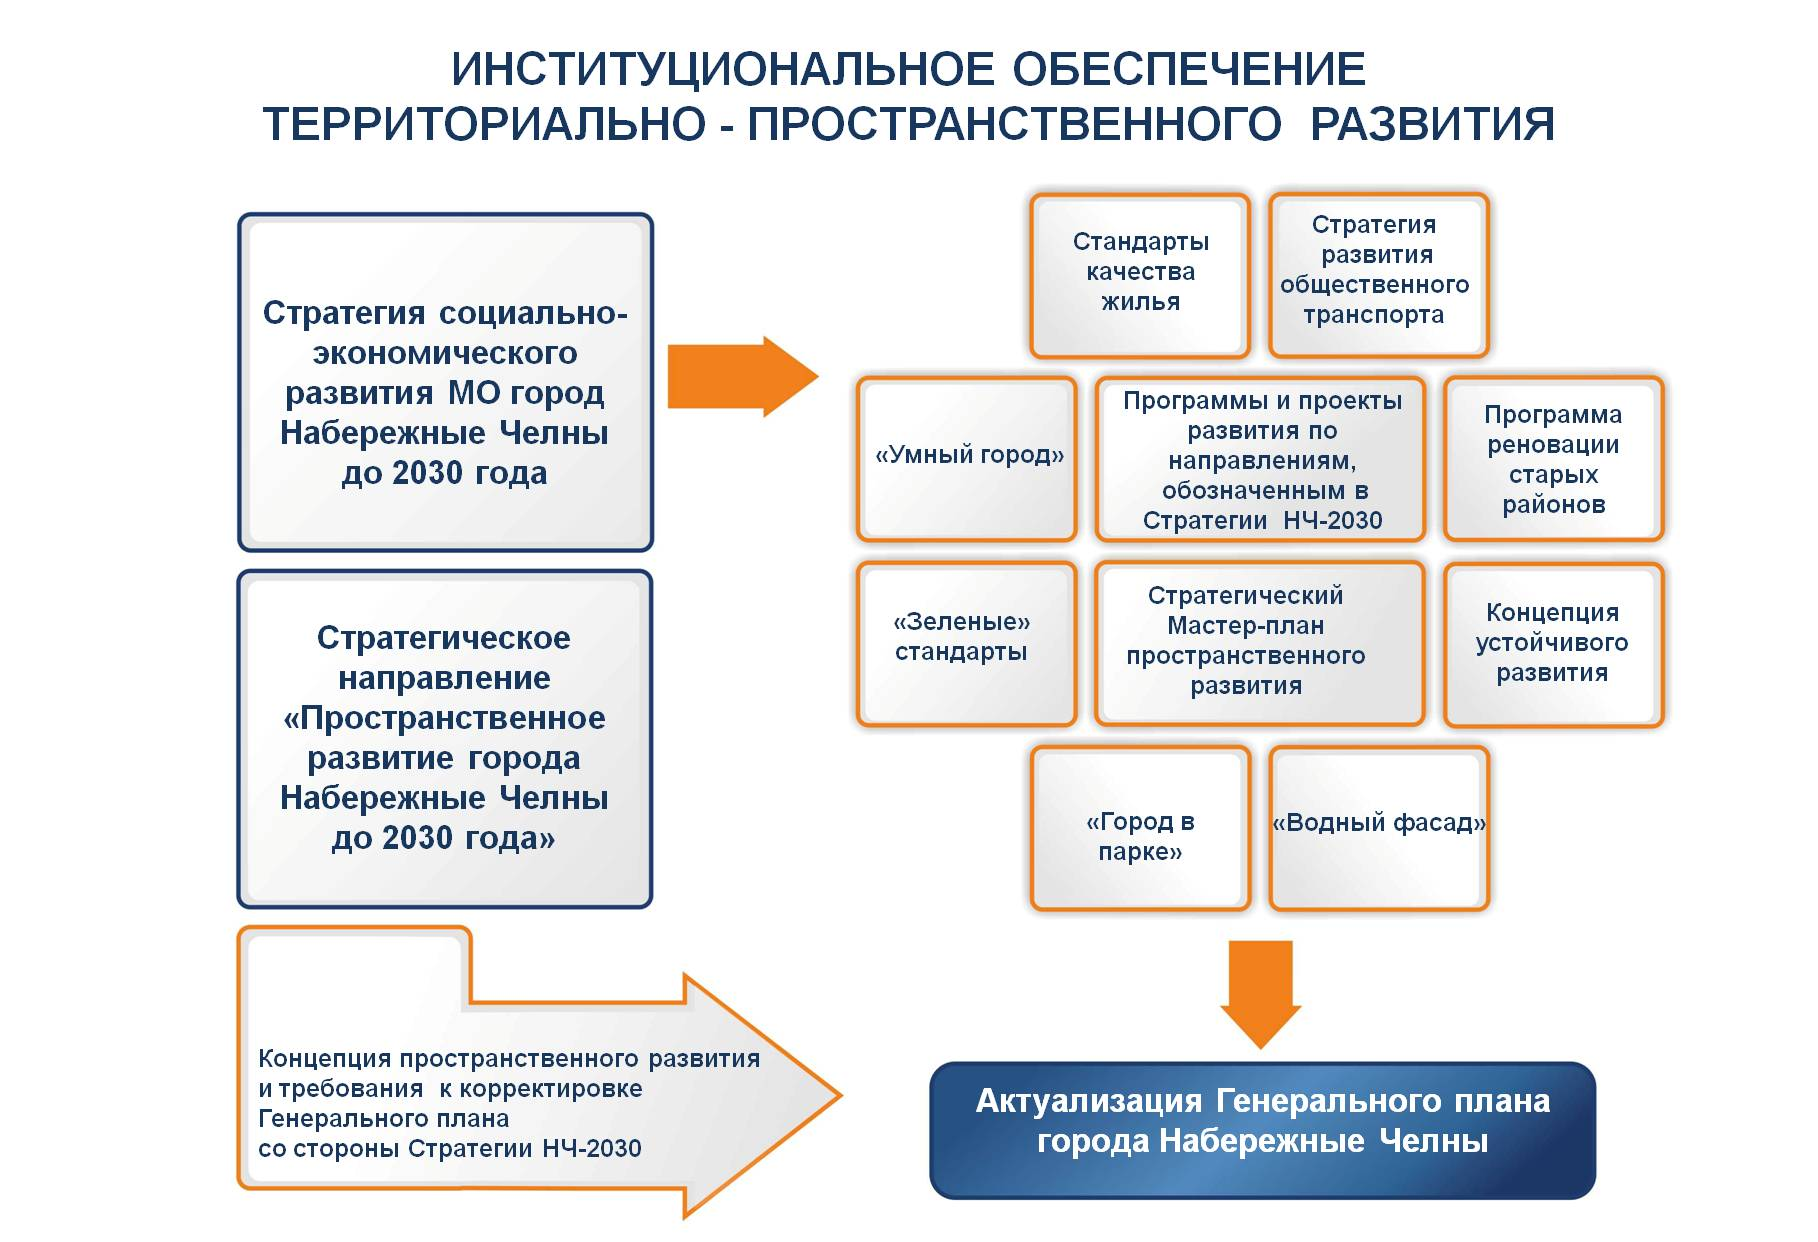 ИНСТИТУЦИОНАЛЬНОЕ ОБЕСПЕЧЕНИЕ
ТЕРРИТОРИАЛЬНО - ПРОСТРАНСТВЕННОГО РАЗВИТИЯ
Стратегия социально-
экономического
развития МО город
Набережные Челны
до 2030 года
Стратегическое
направление
«Пространственное
развитие города
Набережные Челны
до 2030 года»
Концепция пространственного развития
и требования к корректировке
Генерального плана
со стороны Стратегии НЧ-2030
Стандарты
качества
жилья
Стратегия
развития
общественного
транспорта
«Умный город»
Программы и проекты
развития по
направлениям,
обозначенным в
Стратегии НЧ-2030
Программа
реновации
старых
районов
«Зеленые»
стандарты
Стратегический
Мастер-план
пространственного
развития
Концепция
устойчивого
развития
«Город в
парке»
«Водный фасад»
Актуализация Генерального плана
города Набережные Челны